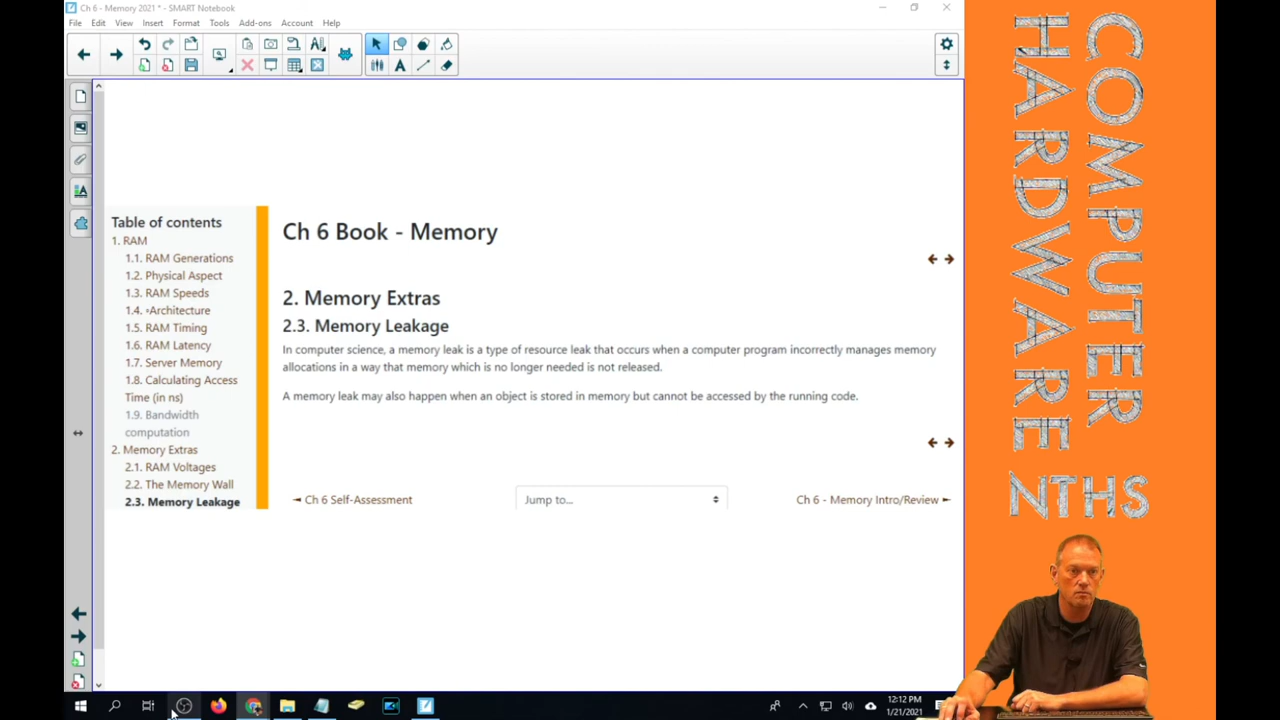 Ch 6 - Memory 2021 * - SMART Notebook
File Edit View Insert Format Tools Add-ons Account Help
Table of contents
1. RAM
1.1. RAM Generations
1.2. Physical Aspect
1.3. RAM Speeds
1.4. ◦Architecture
1.5. RAM Timing
1.6. RAM Latency
1.7. Server Memory
1.8. Calculating Access
Time (in ns)
1.9. Bandwidth
computation
2. Memory Extras
2.1. RAM Voltages
2.2. The Memory Wall
2.3. Memory Leakage
Ch 6 Book - Memory
2. Memory Extras
2.3. Memory Leakage
In computer science, a memory leak is a type of resource leak that occurs when a computer program incorrectly manages memory
allocations in a way that memory which is no longer needed is not released.
A memory leak may also happen when an object is stored in memory but cannot be accessed by the running code.
◄ Ch 6 Self-Assessment
Jump to...
Ch 6 - Memory Intro/Review ►
COMPUTER
HARDWARE
NTHS
12:12 PM
1/21/2021